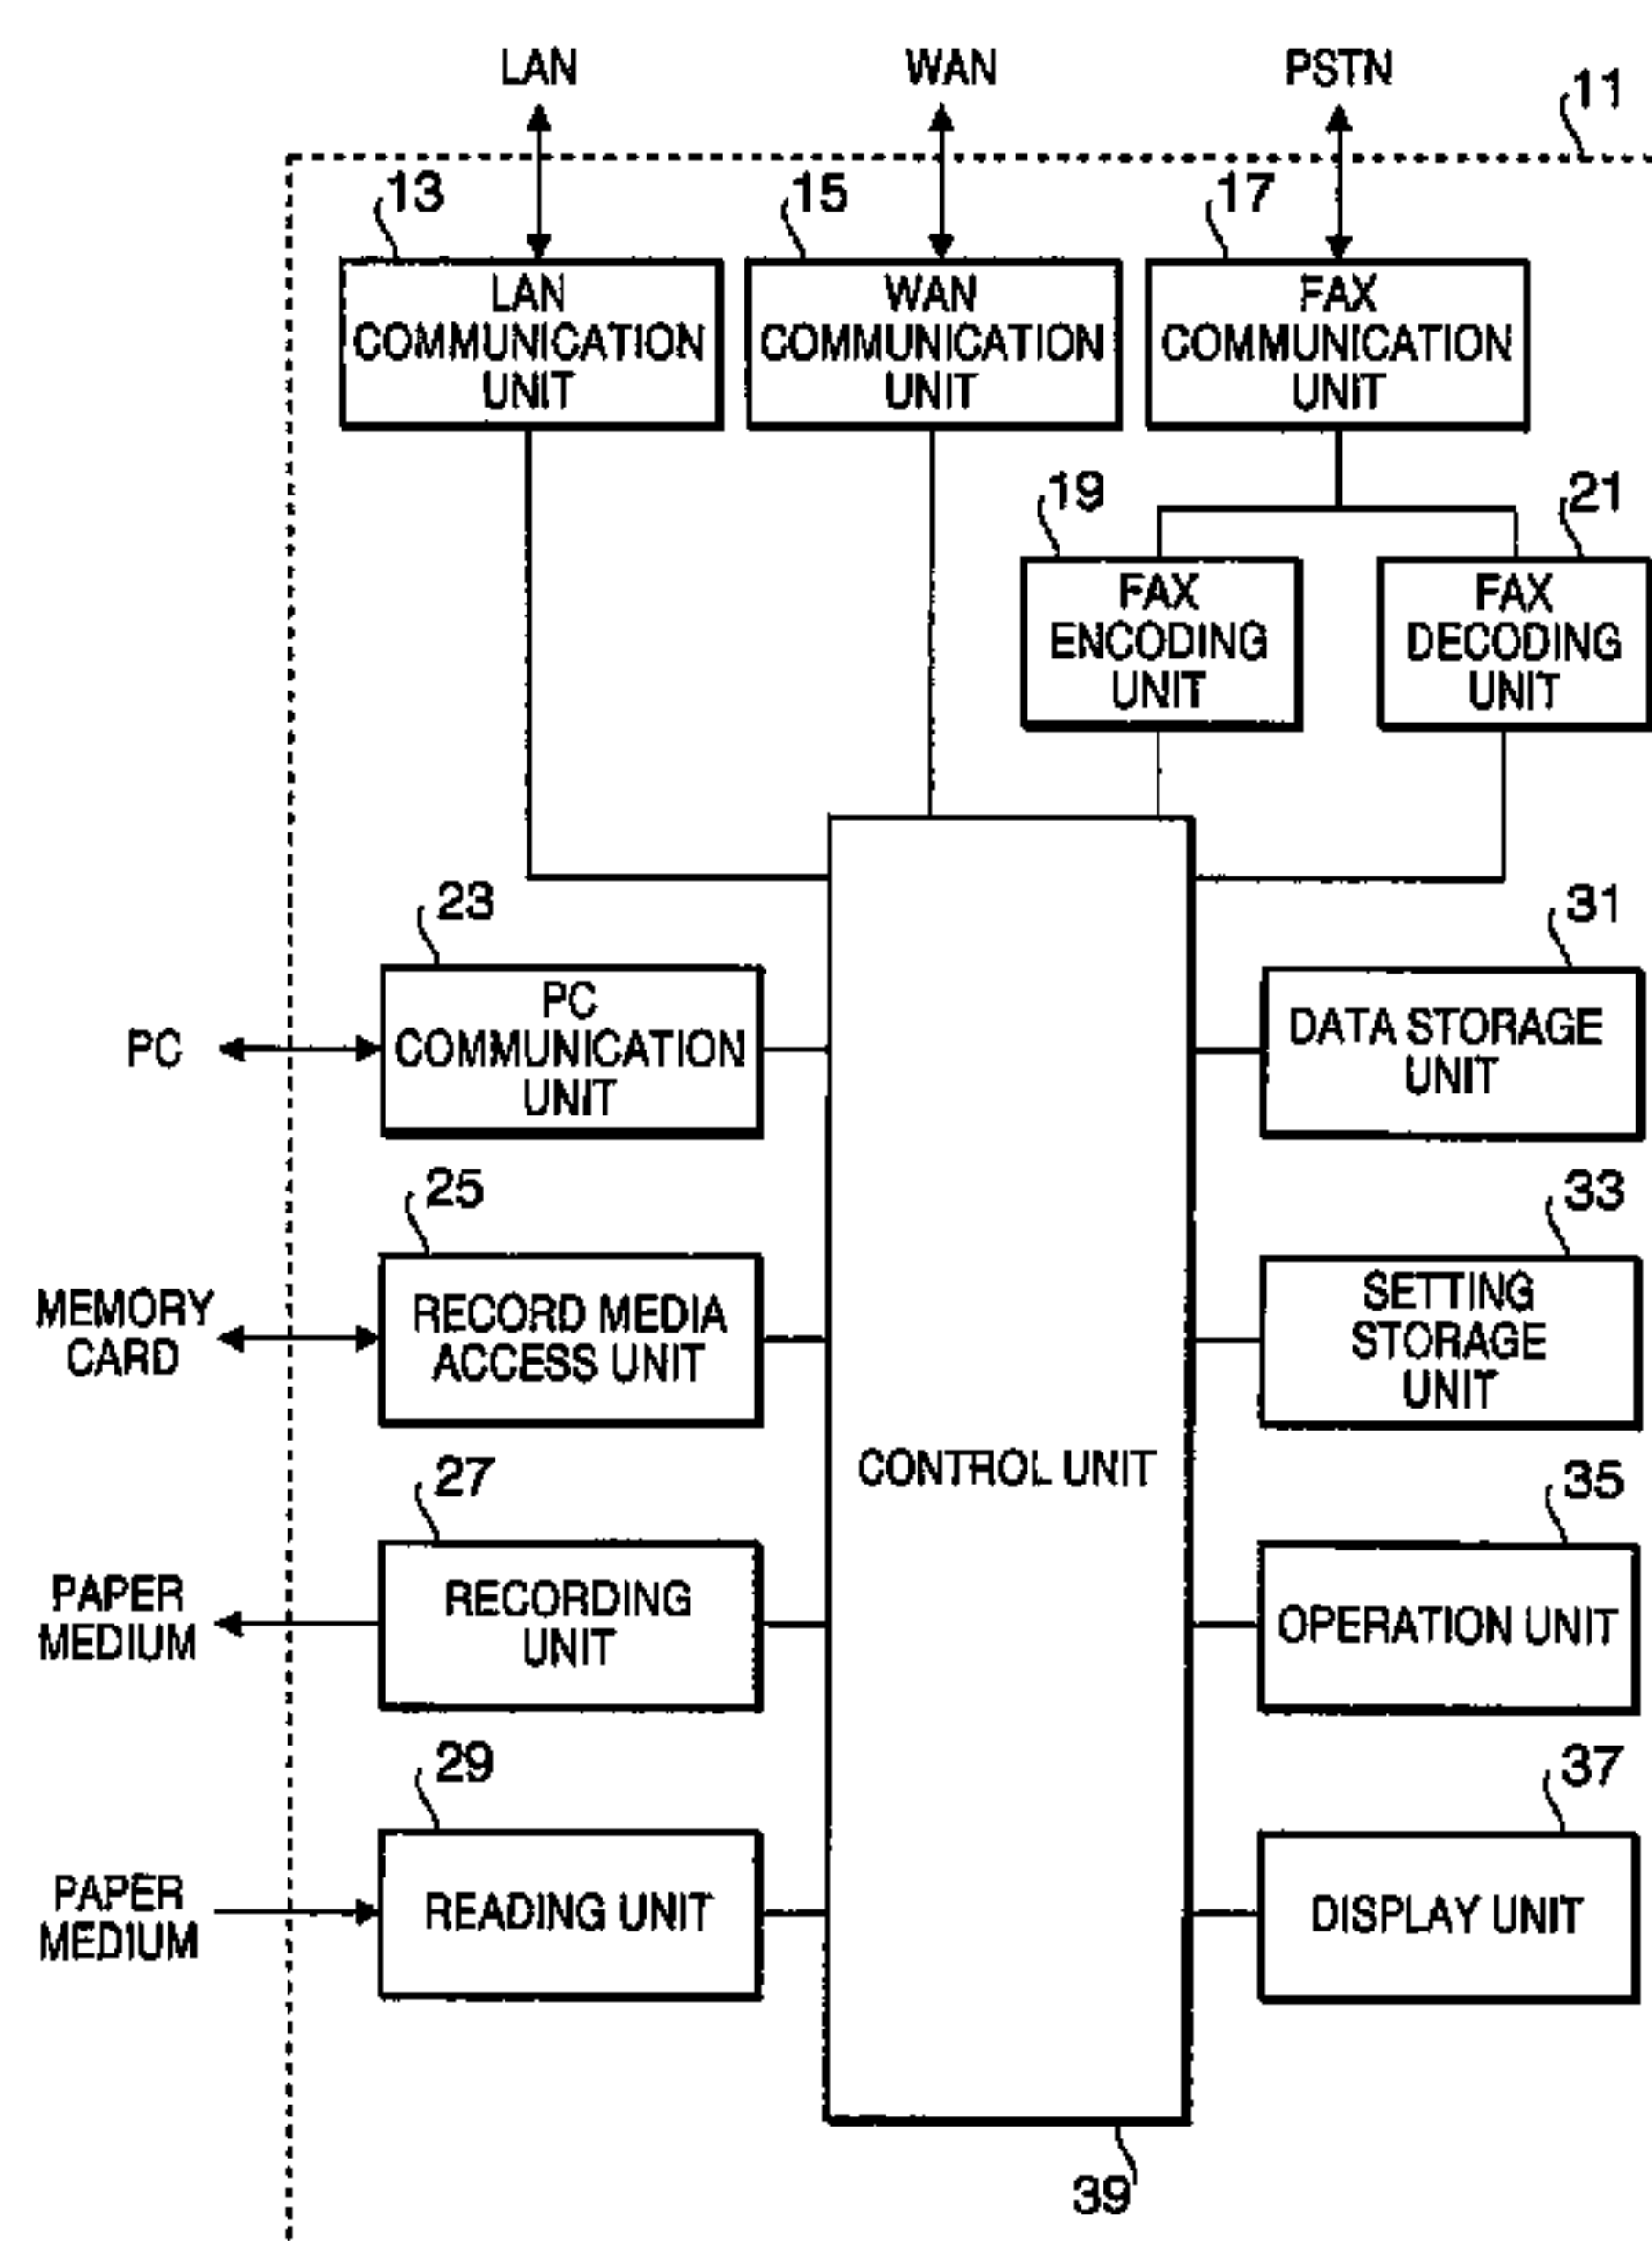 LAN
WAN
PSTN
11
13
15
17
LAN
COMMUNICATION
UNIT
WAN
COMMUNICATION
UNIT
FAX
COMMUNICATION
UNIT
19
21
FAX
ENCODING
UNIT
FAX
DECODING
UNIT
23
31
PC
PC
COMMUNICATION
UNIT
DATA STORAGE
UNIT
25
33
MEMORY
CARD
RECORD MEDIA
ACCESS UNIT
SETTING
STORAGE
UNIT
CONTROL UNIT
27
35
PAPER
MEDIUM
RECORDING
UNIT
OPERATION UNIT
29
37
PAPER
MEDIUM
READING UNIT
DISPLAY UNIT
39